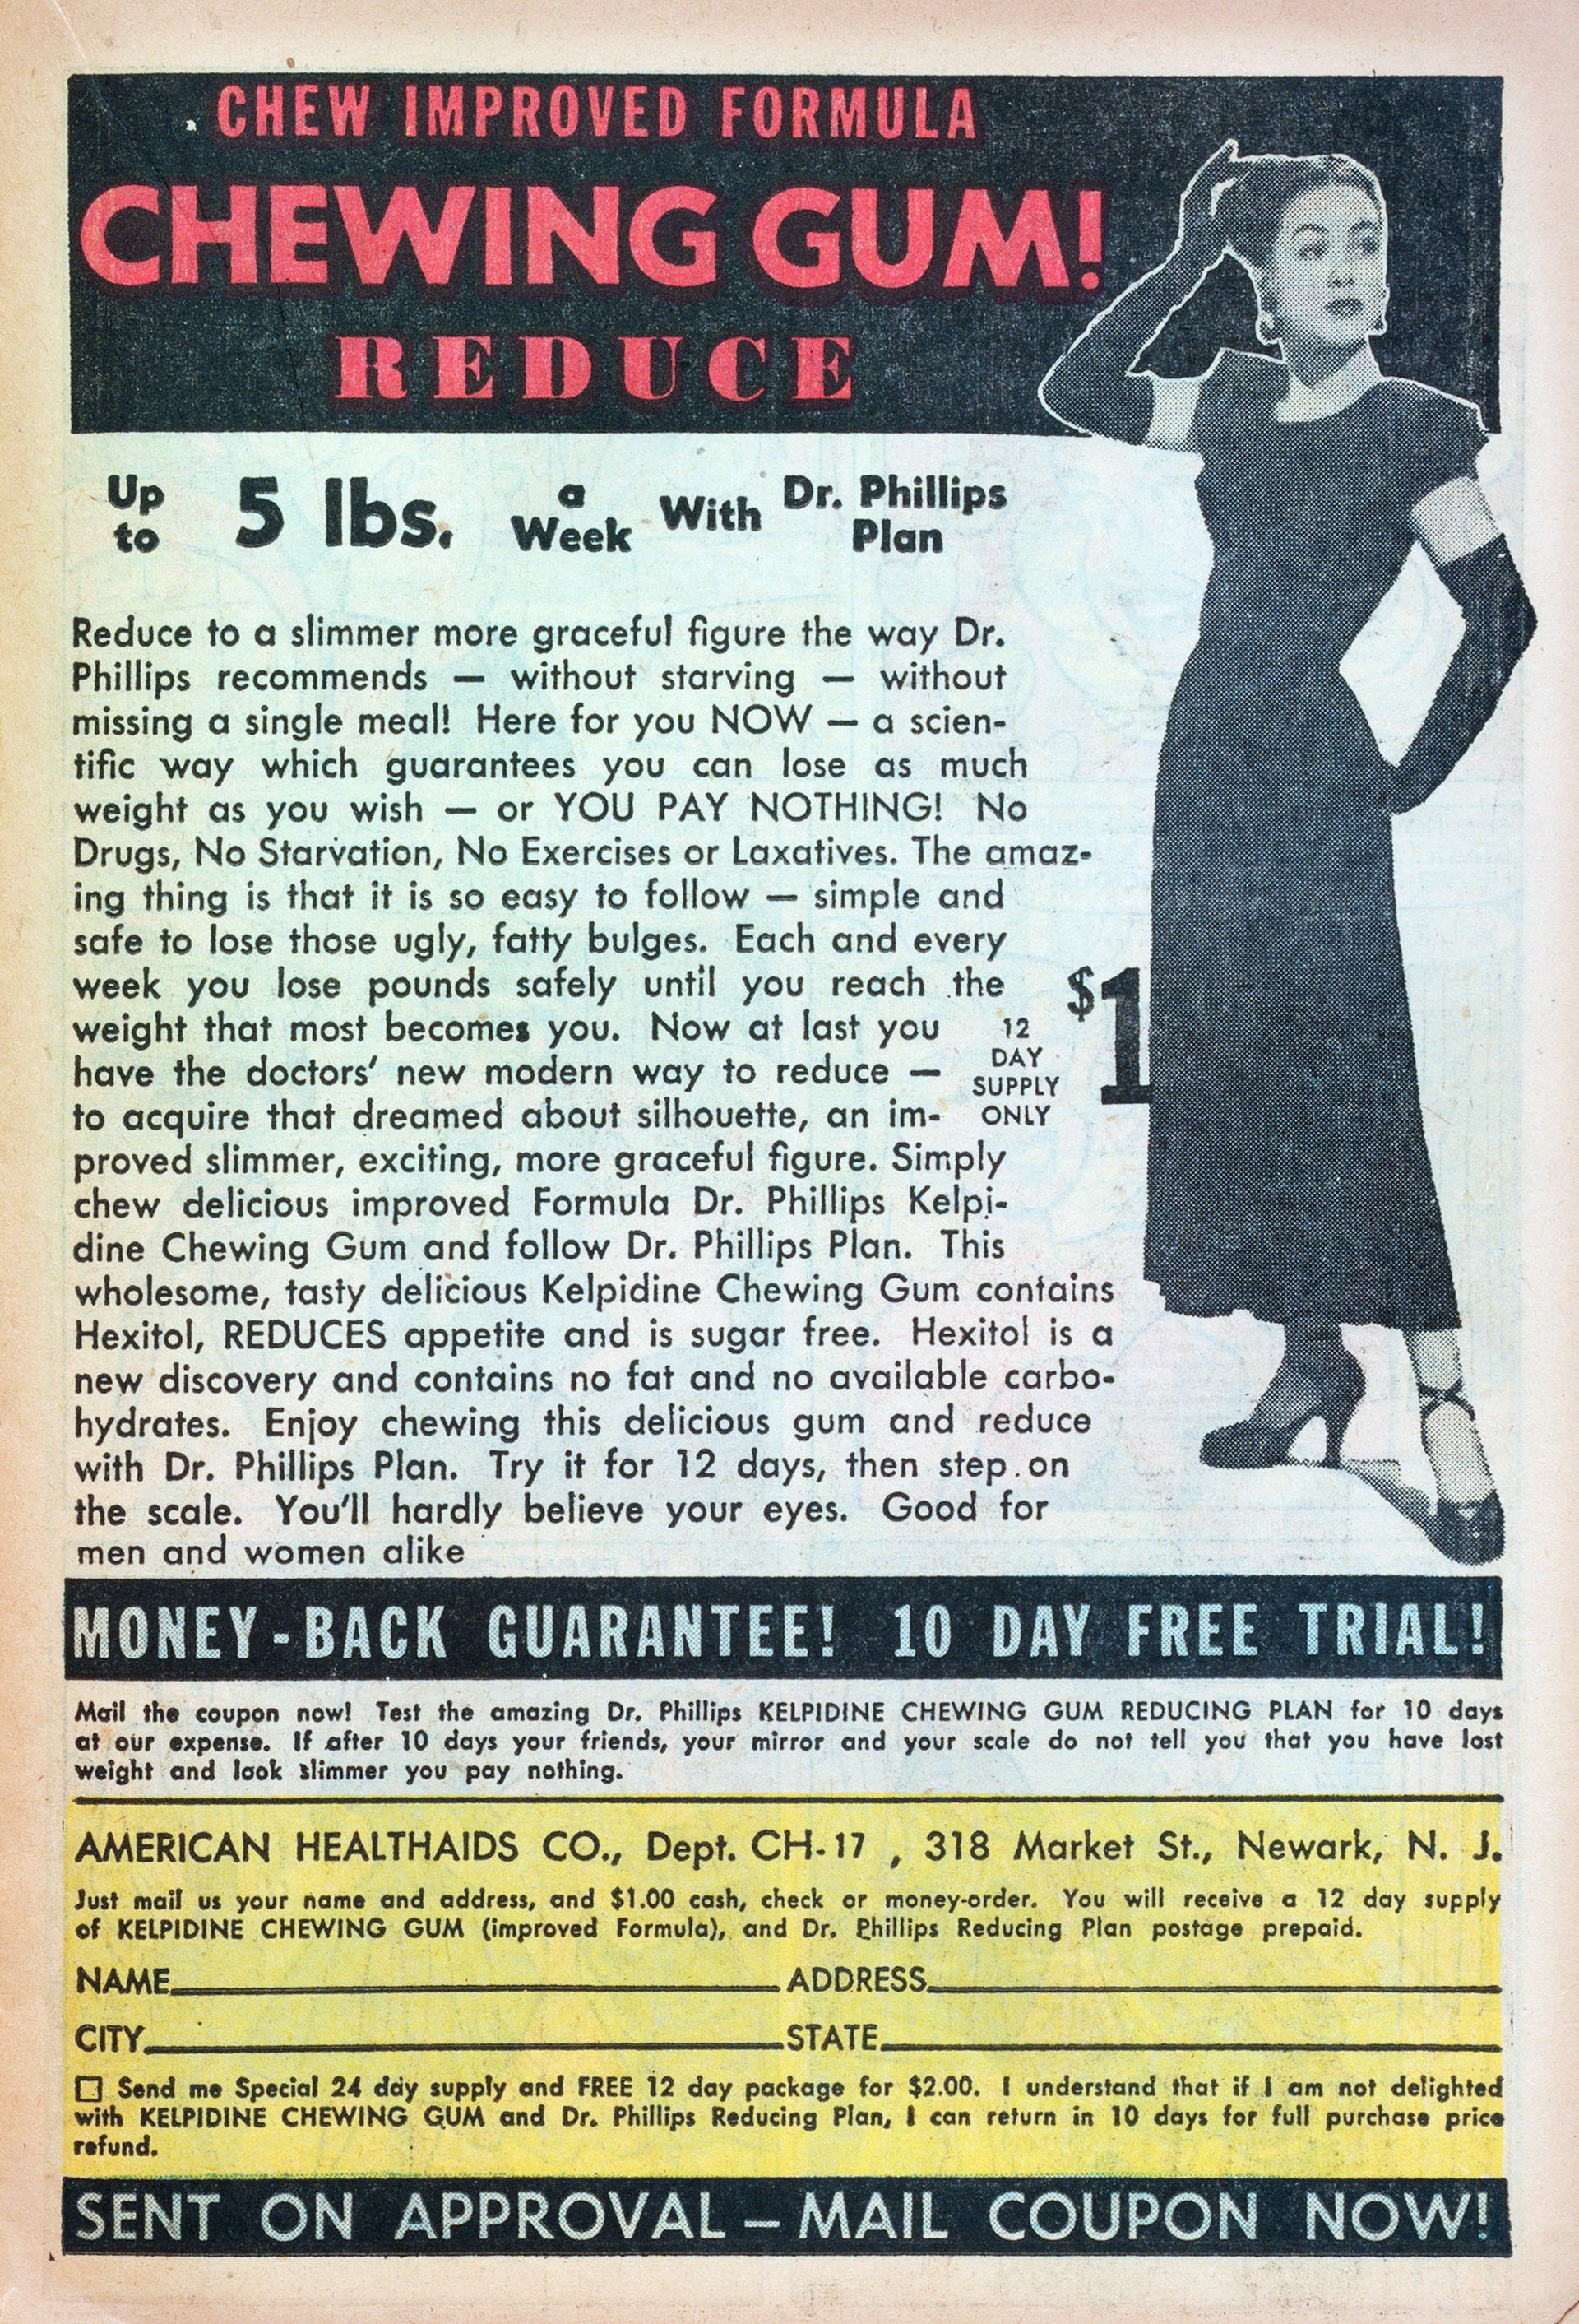 CHEW IMPROVED FORMULA
CHEWING GUM!
REDUCE
Up to 5 lbs. a Week With Dr. Phillips Plan
Reduce to a slimmer more graceful figure the way Dr.
Phillips recommends — without starving — without
missing a single meal! Here for you NOW — a scien-
tific way which guarantees you can lose as much
weight as you wish — or YOU PAY NOTHING! No
Drugs, No Starvation, No Exercises or Laxatives. The amaz-
ing thing is that it is so easy to follow — simple and
safe to lose those ugly, fatty bulges. Each and every
week you lose pounds safely until you reach the
weight that most becomes you. Now at last you
have the doctors' new modern way to reduce —
to acquire that dreamed about silhouette, an im-
proved slimmer, exciting, more graceful figure. Simply
chew delicious improved Formula Dr. Phillips Kelpi-
dine Chewing Gum and follow Dr. Phillips Plan. This
wholesome, tasty delicious Kelpidine Chewing Gum contains
Hexitol, REDUCES appetite and is sugar free. Hexitol is a
new discovery and contains no fat and no available carbo-
hydrates. Enjoy chewing this delicious gum and reduce
with Dr. Phillips Plan. Try it for 12 days, then step on
the scale. You'll hardly believe your eyes. Good for
men and women alike
12
DAY
SUPPLY
ONLY
$1
MONEY-BACK GUARANTEE! 10 DAY FREE TRIAL!
Mail the coupon now! Test the amazing Dr. Phillips KELPIDINE CHEWING GUM REDUCING PLAN for 10 days
at our expense. If after 10 days your friends, your mirror and your scale do not tell you that you have lost
weight and look slimmer you pay nothing.
AMERICAN HEALTHAIDS CO., Dept. CH-17 , 318 Market St., Newark, N. J.
Just mail us your name and address, and $1.00 cash, check or money-order. You will receive a 12 day supply
of KELPIDINE CHEWING GUM (improved Formula), and Dr. Phillips Reducing Plan postage prepaid.
NAME ADDRESS
CITY STATE
☐ Send me Special 24 day supply and FREE 12 day package for $2.00. I understand that if I am not delighted
with KELPIDINE CHEWING GUM and Dr. Phillips Reducing Plan, I can return in 10 days for full purchase price
refund.
SENT ON APPROVAL — MAIL COUPON NOW!